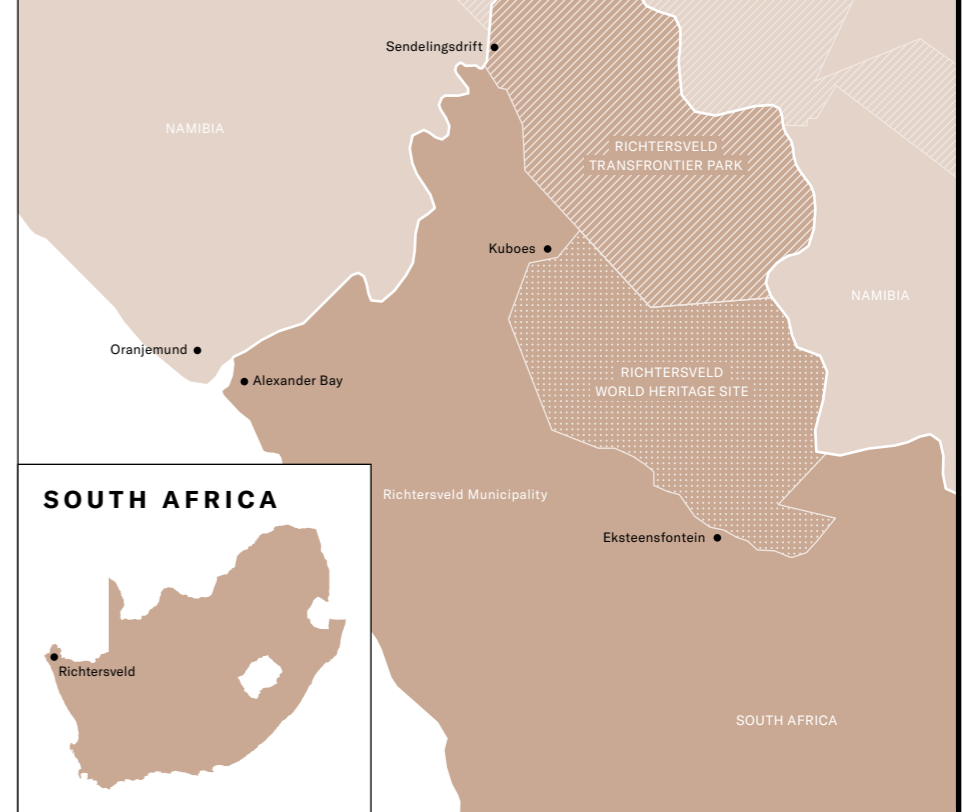 Sendelingsdrift
NAMIBIA
RICHTERSVELD
TRANSFRONTIER PARK
Kuboes
NAMIBIA
Oranjemund
Alexander Bay
RICHTERSVELD
WORLD HERITAGE SITE
Richtersveld Municipality
SOUTH AFRICA
Eksteensfontein
Richtersveld
SOUTH AFRICA